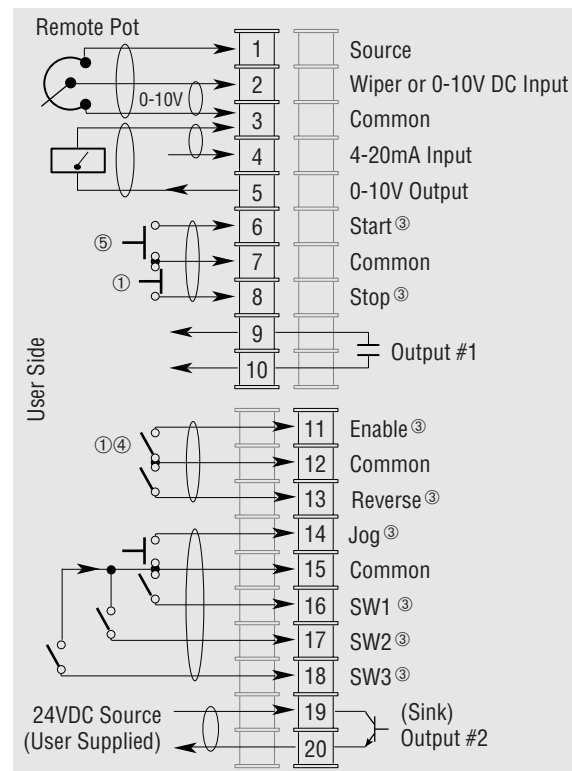 Remote Pot
1 Source
2 Wiper or 0-10V DC Input
0-10V
3 Common
4 4-20mA Input
5 0-10V Output
6 Start ③
⑤
7 Common
①
8 Stop ③
9
Output #1
10
User Side
11 Enable ③
①④
12 Common
13 Reverse ③
14 Jog ③
15 Common
16 SW1 ③
17 SW2 ③
18 SW3 ③
24VDC Source
19 (Sink)
(User Supplied)
Output #2
20